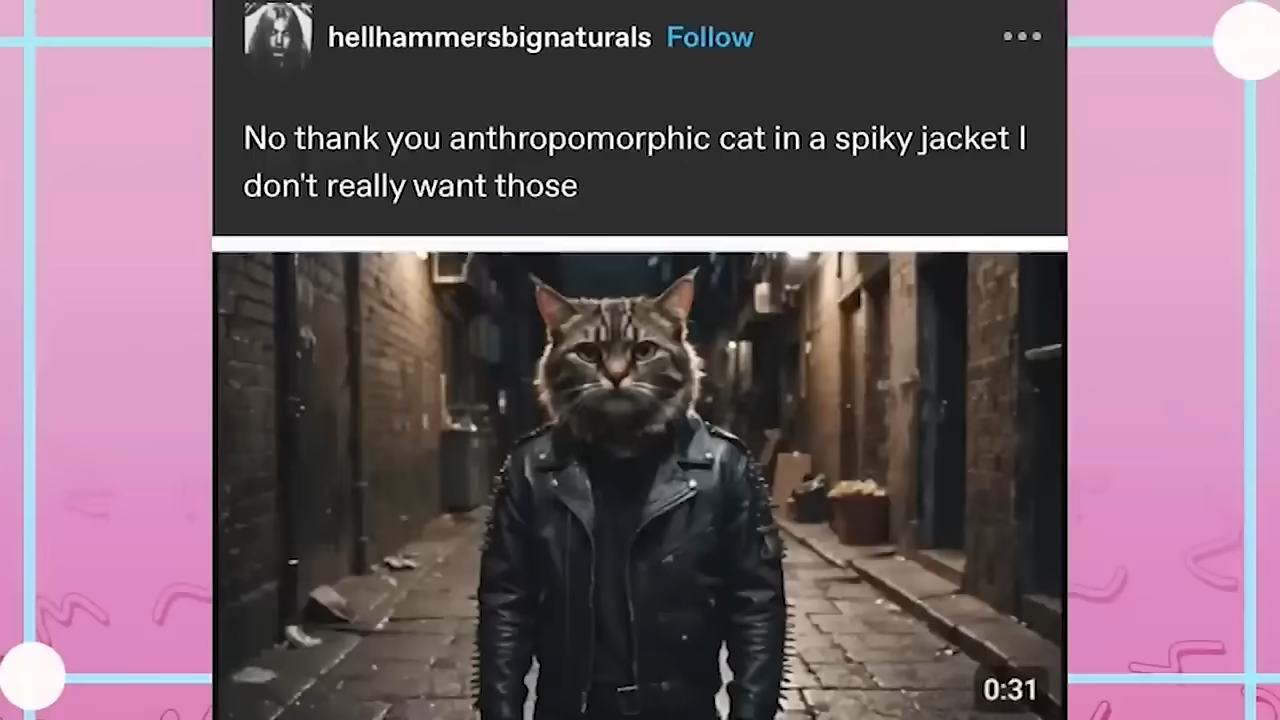 hellhammersbignaturals Follow
No thank you anthropomorphic cat in a spiky jacket I
don't really want those
0:31